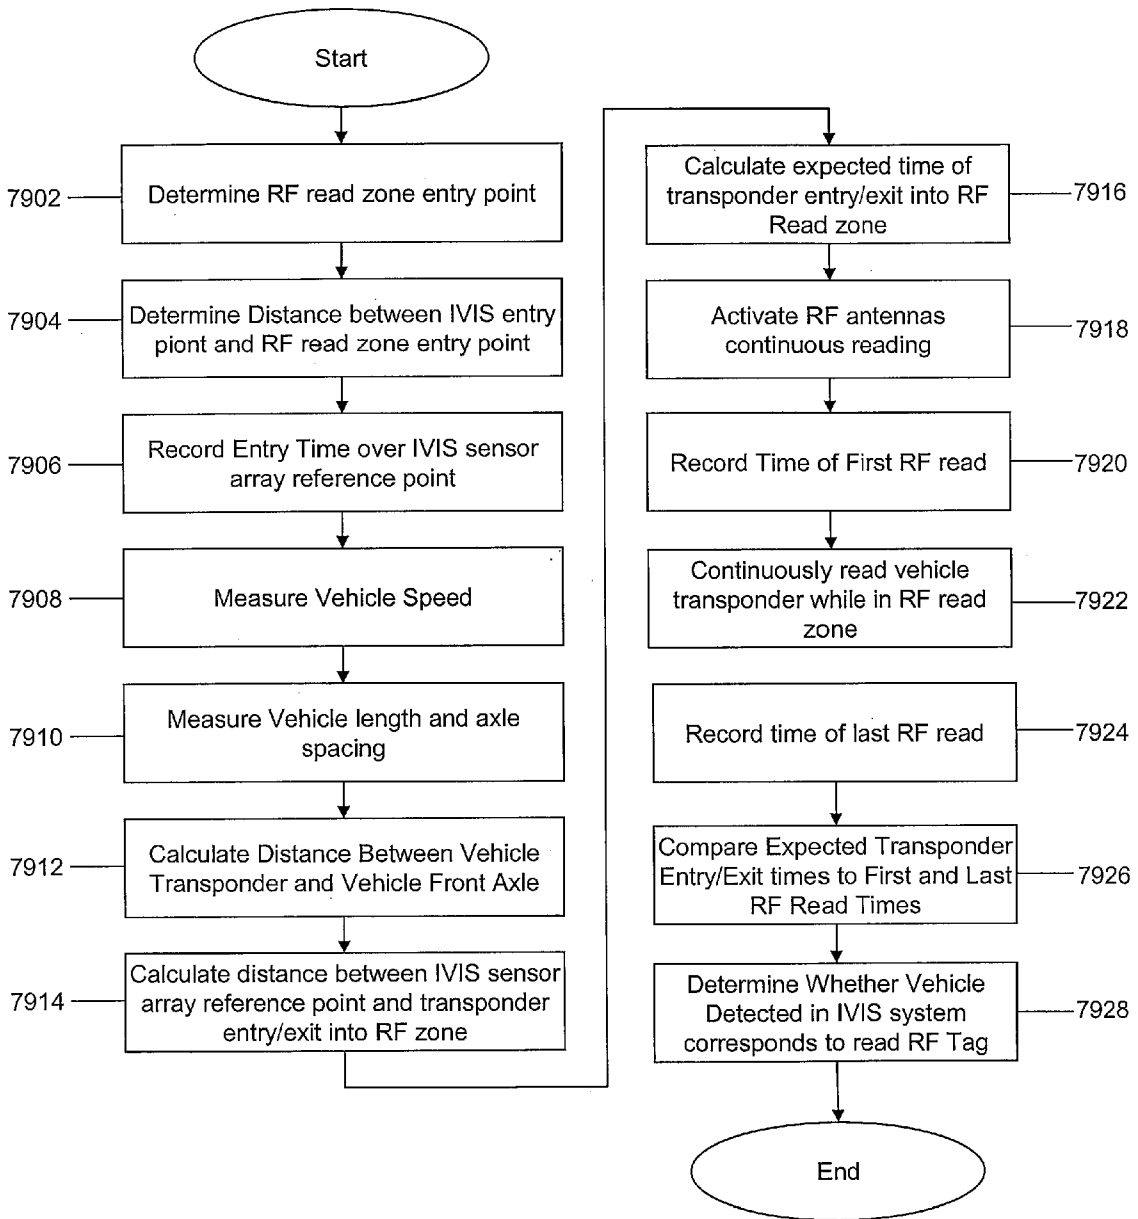 Start
7902
Determine RF read zone entry point
7904
Determine Distance between IVIS entry
piont and RF read zone entry point
7906
Record Entry Time over IVIS sensor
array reference point
7908
Measure Vehicle Speed
7910
Measure Vehicle length and axle
spacing
7912
Calculate Distance Between Vehicle
Transponder and Vehicle Front Axle
7914
Calculate distance between IVIS sensor
array reference point and transponder
entry/exit into RF zone
Calculate expected time of
transponder entry/exit into RF
Read zone
7916
Activate RF antennas
continuous reading
7918
Record Time of First RF read
7920
Continuously read vehicle
transponder while in RF read
zone
7922
Record time of last RF read
7924
Compare Expected Transponder
Entry/Exit times to First and Last
RF Read Times
7926
Determine Whether Vehicle
Detected in IVIS system
corresponds to read RF Tag
7928
End